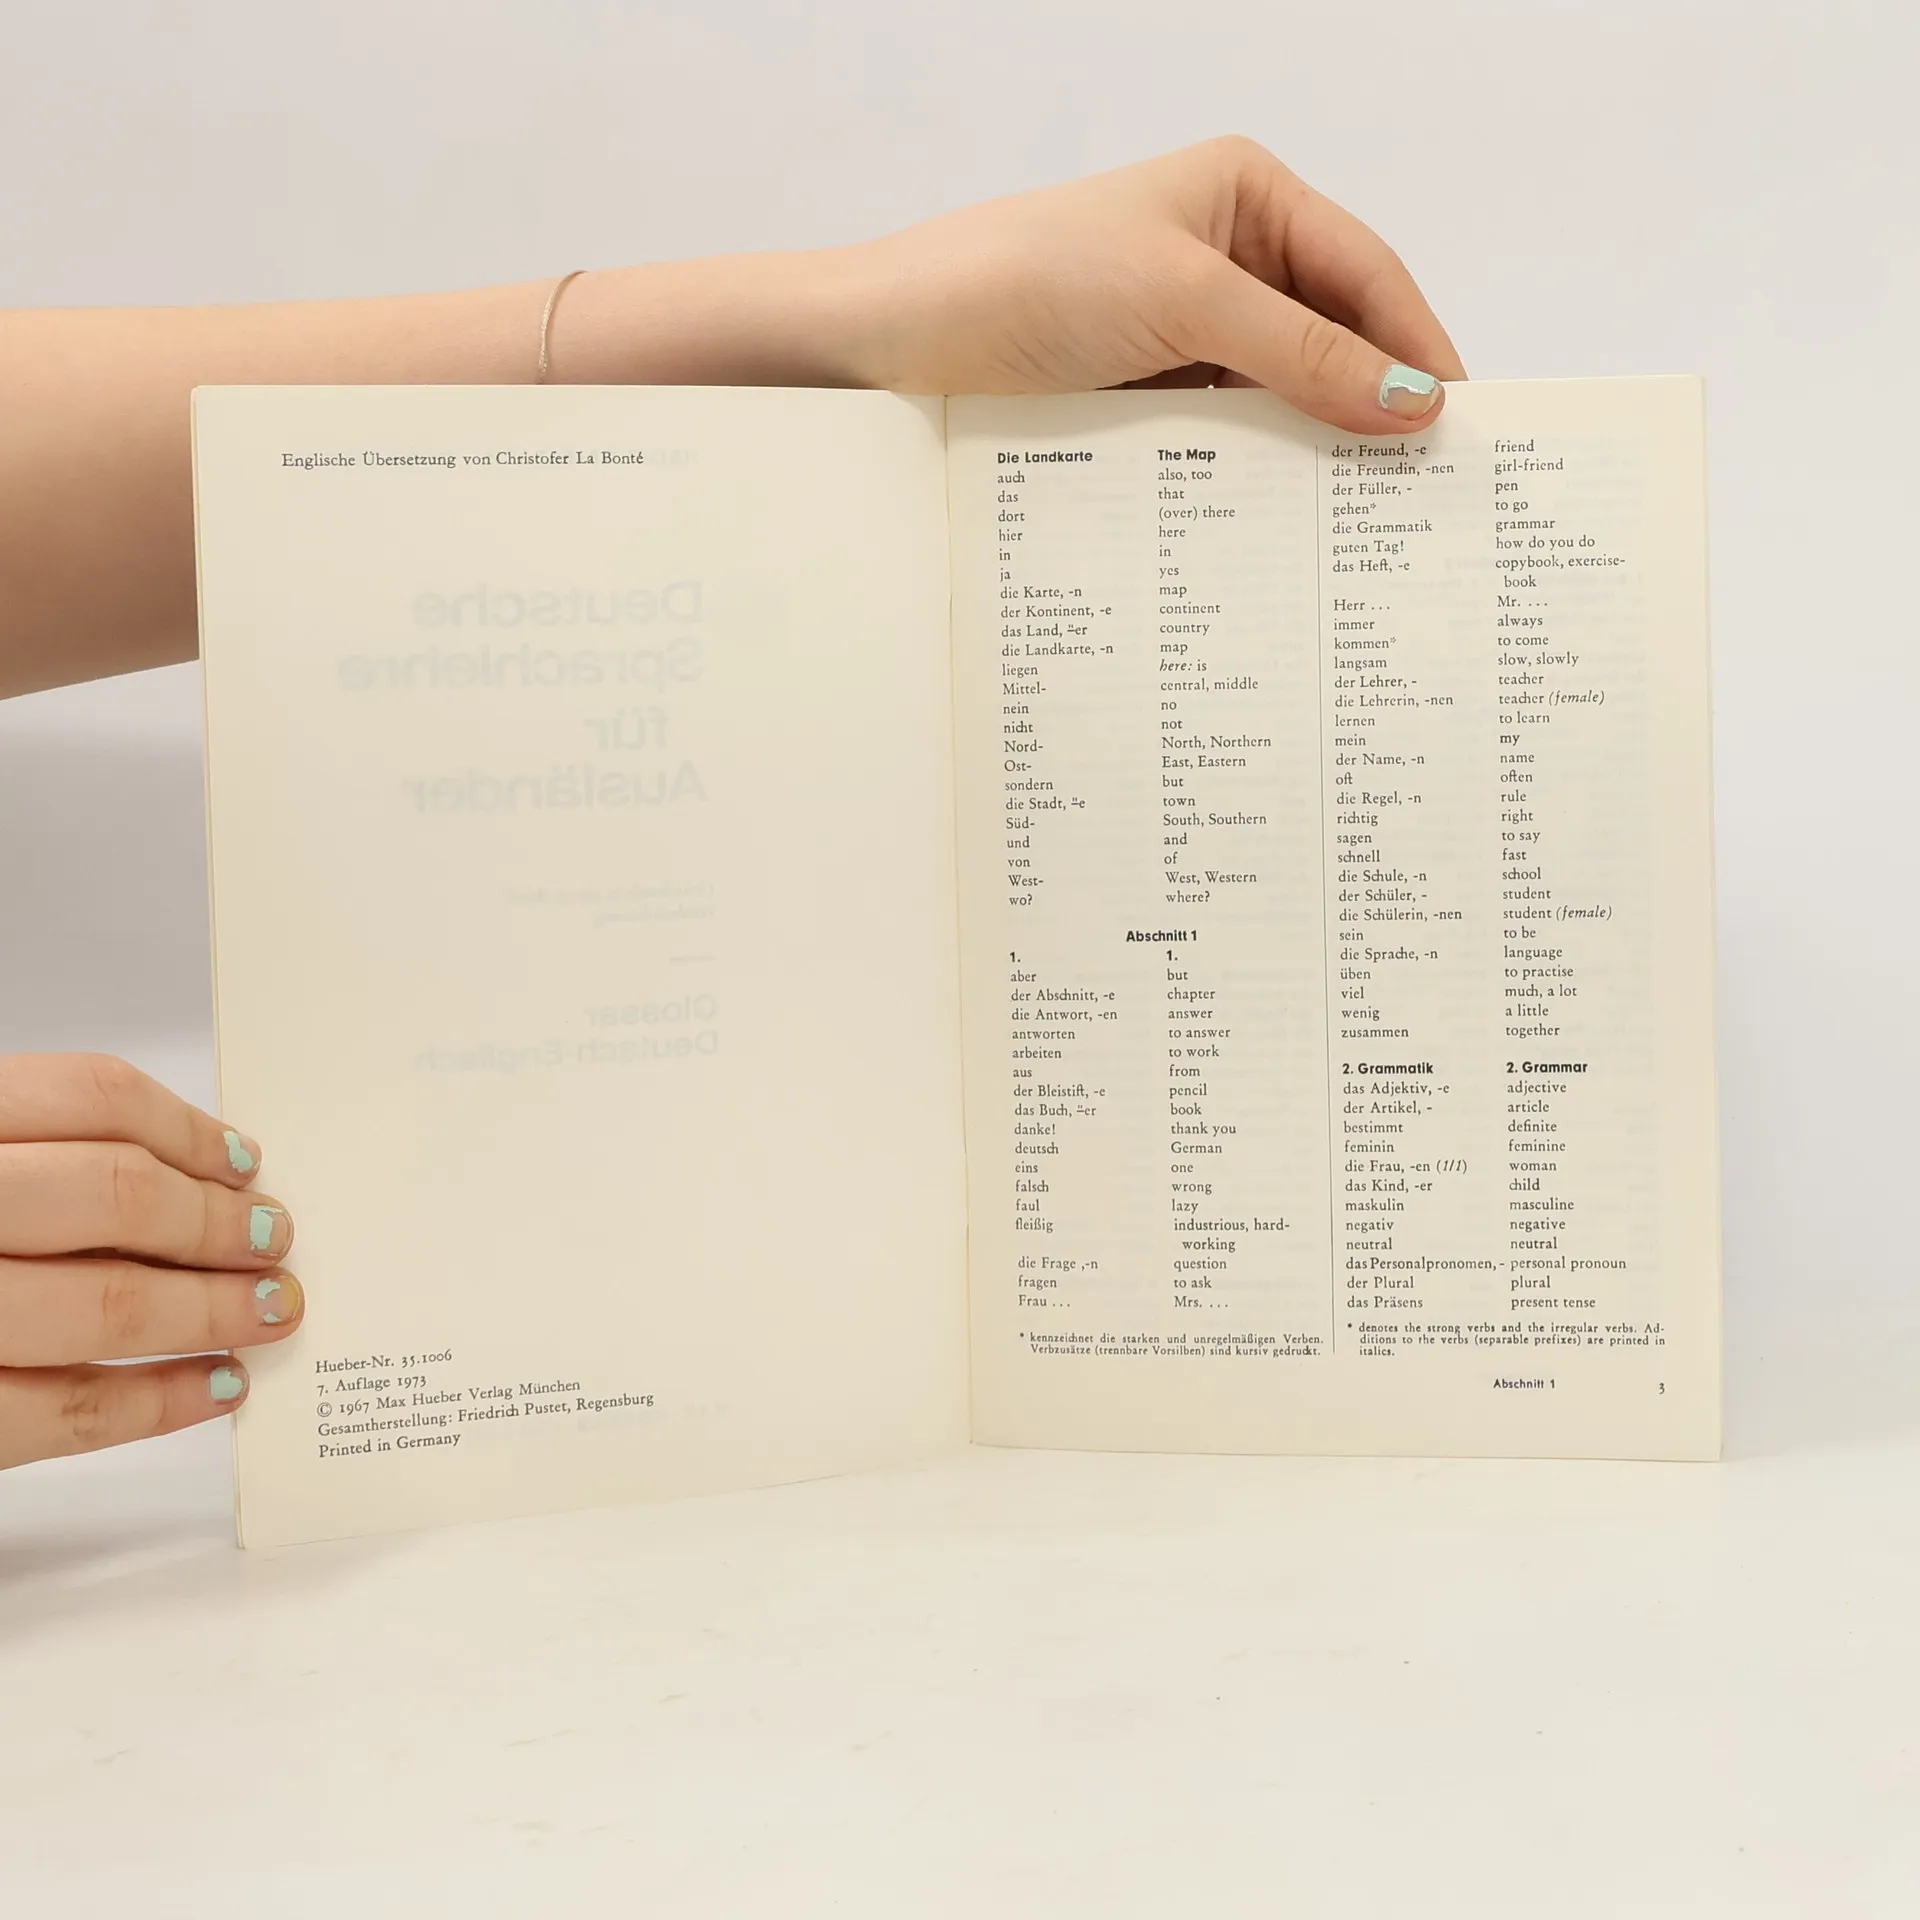 Englische Übersetzung von Christofer La Bonté
Deutsche
Sprachlehre
für
Ausländer
Glossar
Deutsch-Englisch
Hueber-Nr. 35.1006
7. Auflage 1973
© 1967 Max Hueber Verlag München
Gesamtherstellung: Friedrich Pustet, Regensburg
Printed in Germany
Die Landkarte The Map
auch also, too
das that
dort (over) there
hier here
in in
ja yes
die Karte, -n map
der Kontinent, -e continent
das Land, ⸚er country
die Landkarte, -n map
liegen here: is
Mittel- central, middle
nein no
nicht not
Nord- North, Northern
Ost- East, Eastern
sondern but
die Stadt, ⸚e town
Süd- South, Southern
und and
von of
West- West, Western
wo? where?
Abschnitt 1
1. 1.
aber but
der Abschnitt, -e chapter
die Antwort, -en answer
antworten to answer
arbeiten to work
aus from
der Bleistift, -e pencil
das Buch, ⸚er book
danke! thank you
deutsch German
eins one
falsch wrong
faul lazy
fleißig industrious, hard-
working
die Frage ,-n question
fragen to ask
Frau ... Mrs. ...
* kennzeichnet die starken und unregelmäßigen Verben.
Verbzusätze (trennbare Vorsilben) sind kursiv gedruckt.
der Freund, -e friend
die Freundin, -nen girl-friend
der Füller, - pen
gehen* to go
die Grammatik grammar
guten Tag! how do you do
das Heft, -e copybook, exercise-
book
Herr ... Mr. ...
immer always
kommen* to come
langsam slow, slowly
der Lehrer, - teacher
die Lehrerin, -nen teacher (female)
lernen to learn
mein my
der Name, -n name
oft often
die Regel, -n rule
richtig right
sagen to say
schnell fast
die Schule, -n school
der Schüler, - student
die Schülerin, -nen student (female)
sein to be
die Sprache, -n language
üben to practise
viel much, a lot
wenig a little
zusammen together
2. Grammatik 2. Grammar
das Adjektiv, -e adjective
der Artikel, - article
bestimmt definite
feminin feminine
die Frau, -en (1/1) woman
das Kind, -er child
maskulin masculine
negativ negative
neutral neutral
das Personalpronomen, - personal pronoun
der Plural plural
das Präsens present tense
* denotes the strong verbs and the irregular verbs. Ad-
ditions to the verbs (separable prefixes) are printed in
italics.
Abschnitt 1 3